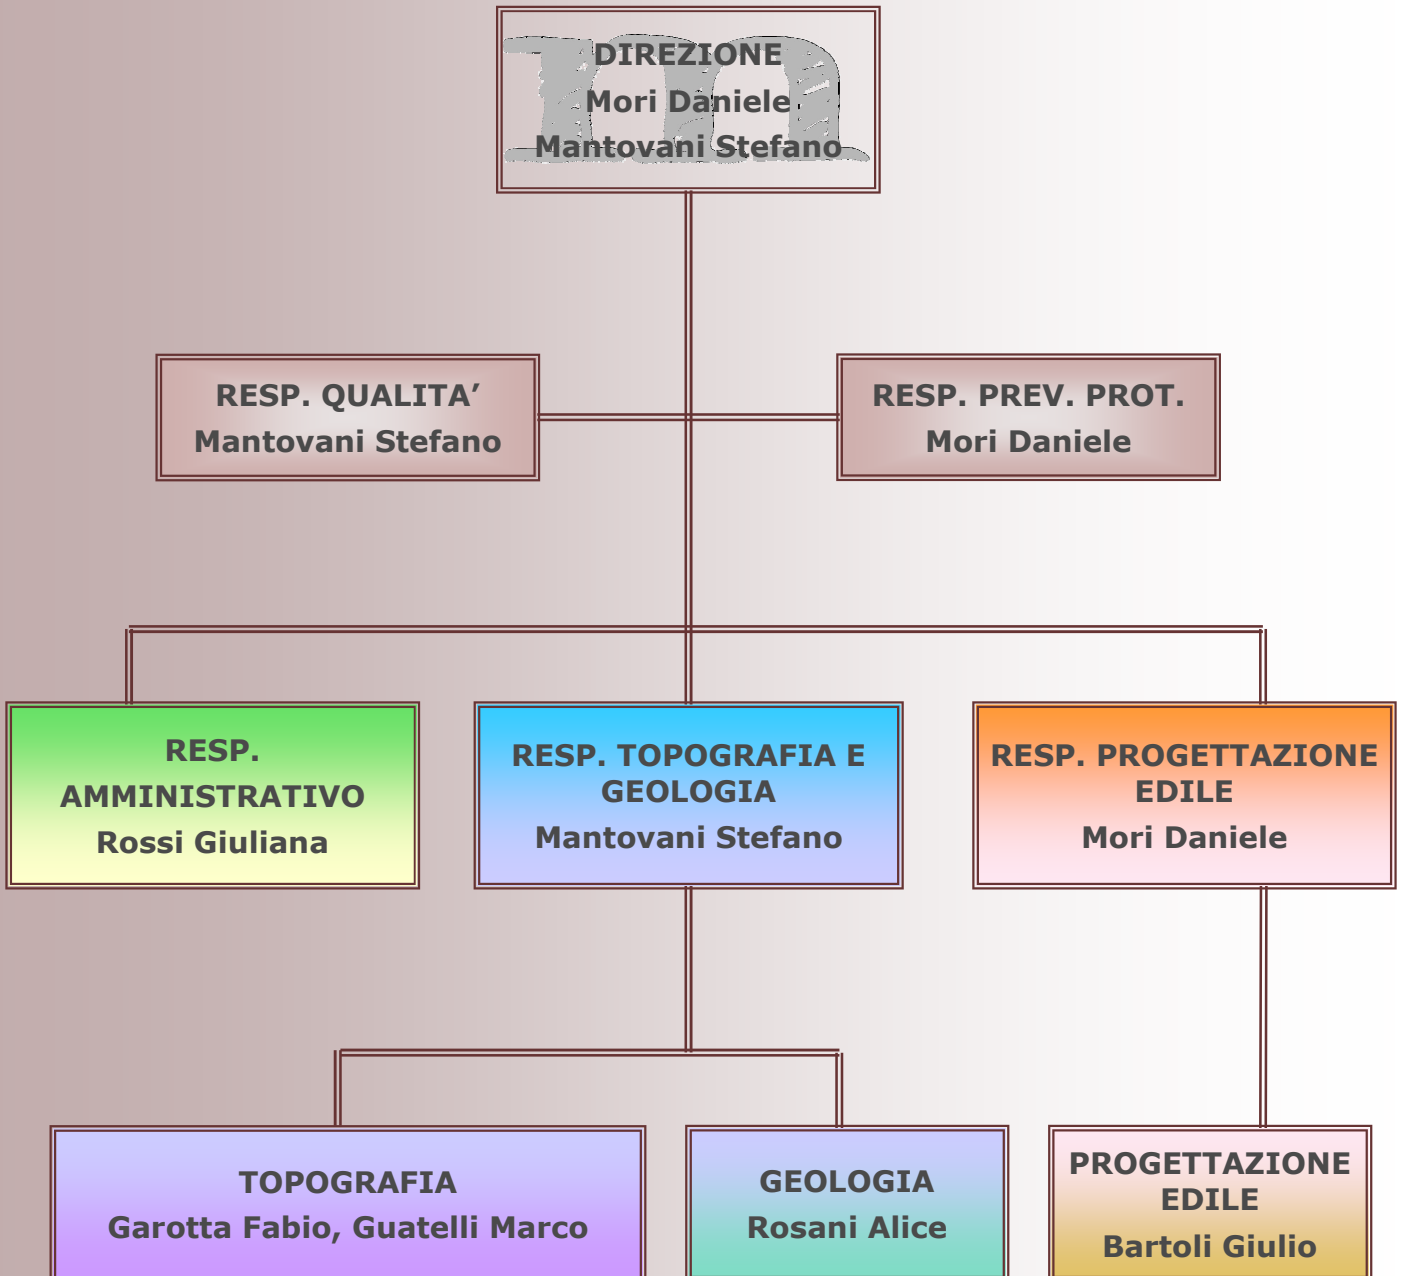 DIREZIONE
Mori Daniele
Mantovani Stefano
RESP. QUALITA’
Mantovani Stefano
RESP. PREV. PROT.
Mori Daniele
RESP.
AMMINISTRATIVO
Rossi Giuliana
RESP. TOPOGRAFIA E
GEOLOGIA
Mantovani Stefano
RESP. PROGETTAZIONE
EDILE
Mori Daniele
TOPOGRAFIA
Garotta Fabio, Guatelli Marco
GEOLOGIA
Rosani Alice
PROGETTAZIONE
EDILE
Bartoli Giulio